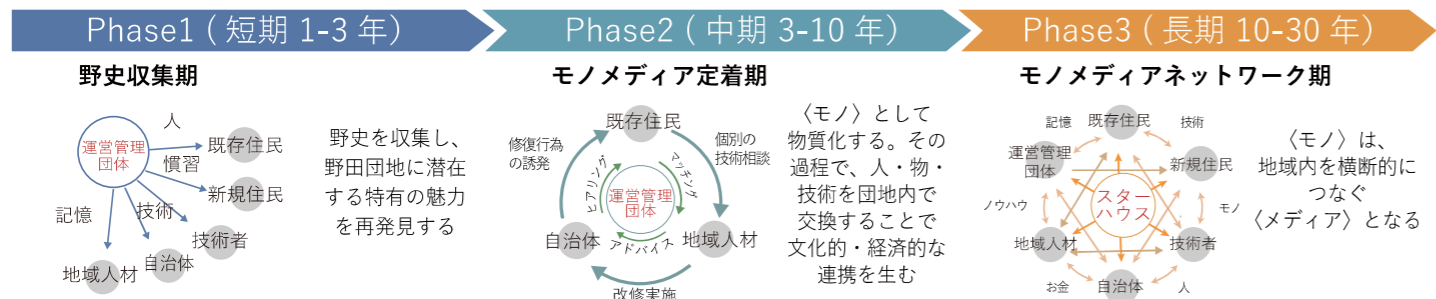 Phase1 ( 短期 1-3 年）
Phase2 ( 中期 3-10 年）
Phase3 ( 長期 10-30 年）
野史収集期
人
運営管理
団体
慣習
技術
記憶
既存住民
新規住民
技術者
自治体
地域人材
野史を収集し、
野田団地に潜在
する特有の魅力
を再発見する
モノメディア定着期
既存住民
修復行為
の誘発
個別の
技術相談
ヒアリング
マッチング
アドバイス
運営管理
団体
自治体
地域人材
改修実施
〈モノ〉として
物質化する。その
過程で、人・物・
技術を団地内で
交換することで
文化的・経済的な
連携を生む
モノメディアネットワーク期
記憶
既存住民
技術
運営管理
団体
新規住民
スター
ハウス
ノウハウ
モノ
地域人材
技術者
お金
自治体
人
〈モノ〉は、
地域内を横断的に
つなぐ
〈メディア〉となる